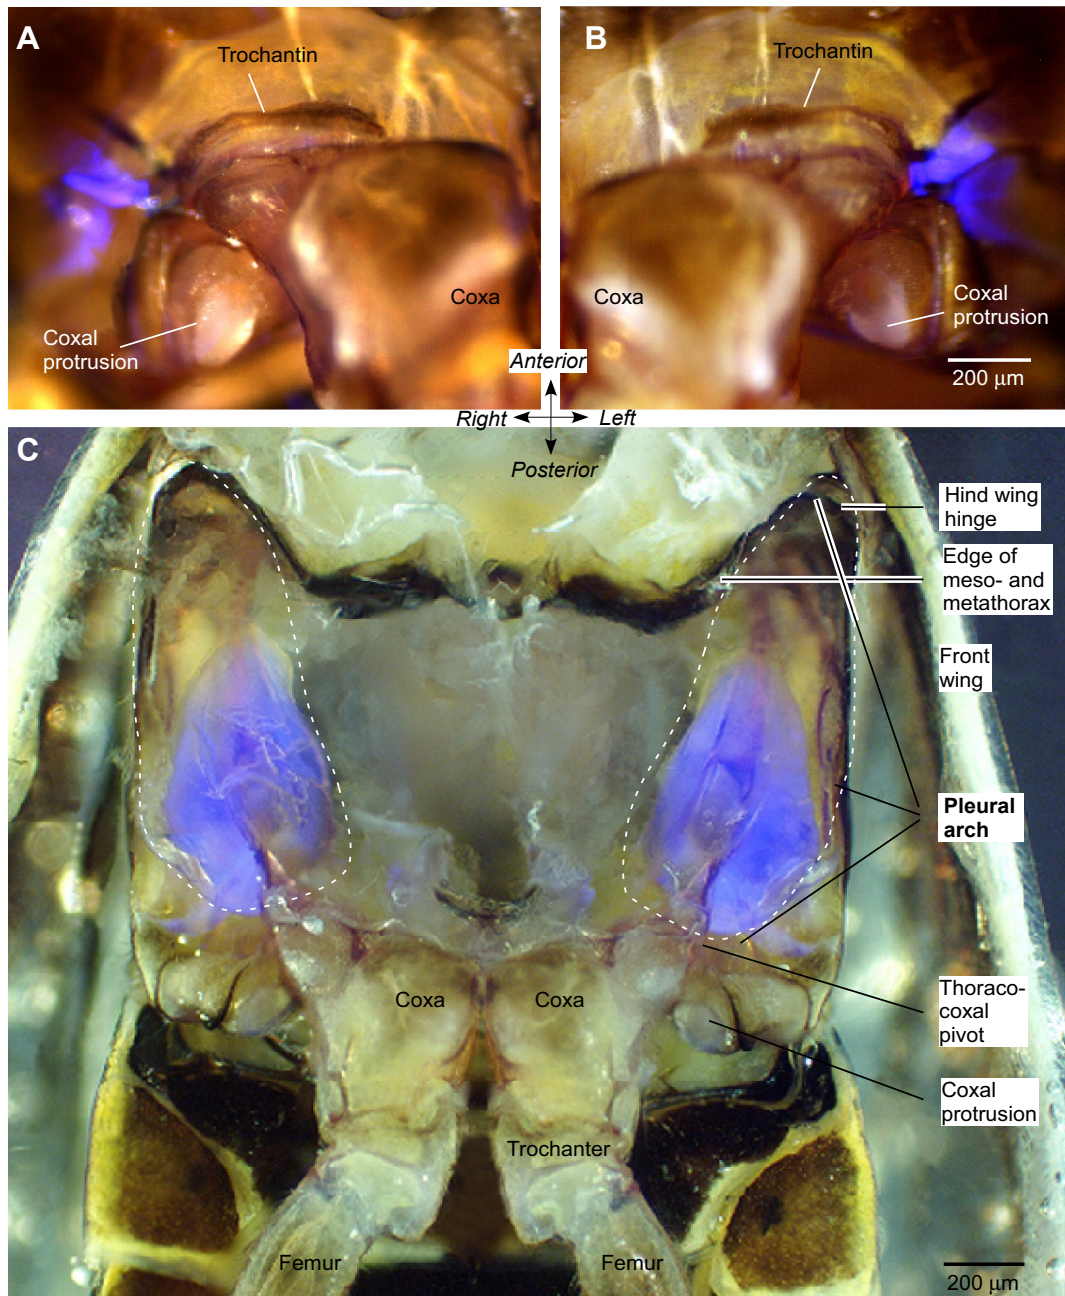 A
B
Trochantin
Trochantin
Coxa
Coxa
Coxal
protrusion
Coxal
protrusion
200 µm
Anterior
Right
Left
Posterior
C
Hind wing
hinge
Edge of
meso- and
metathorax
Front
wing
Pleural
arch
Coxa
Coxa
Thoraco-
coxal
pivot
Coxal
protrusion
Trochanter
Femur
Femur
200 µm